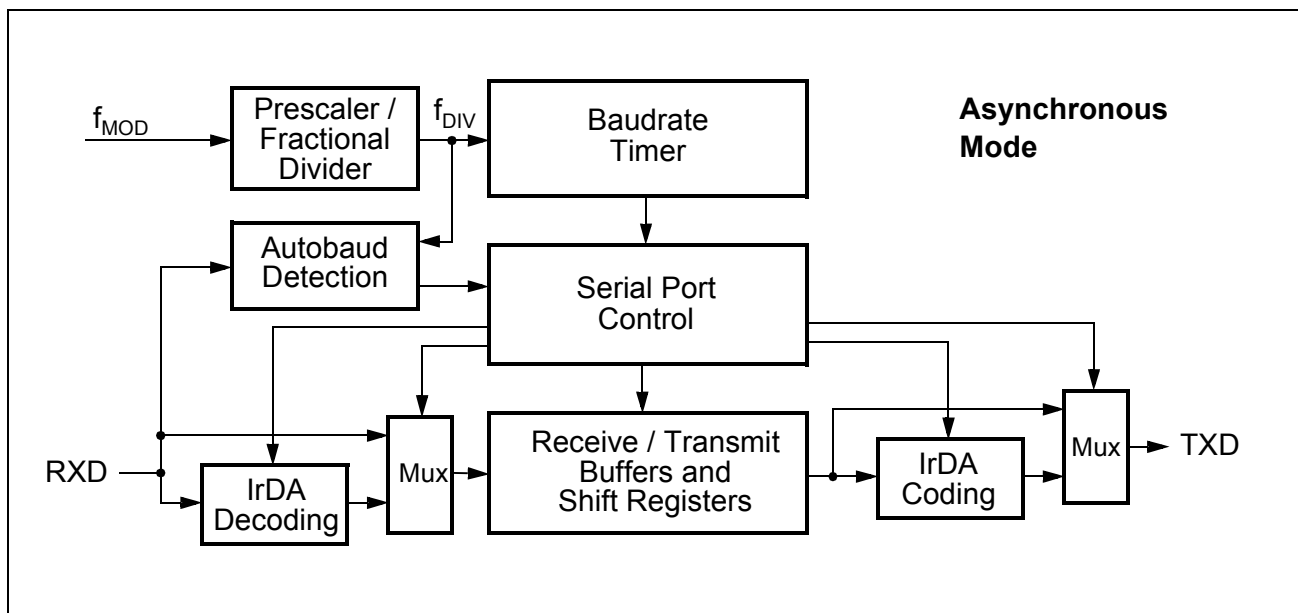 f_MOD
Prescaler /
Fractional
Divider
f_DIV
Baudrate
Timer
Asynchronous
Mode
Autobaud
Detection
Serial Port
Control
RXD
IrDA
Decoding
Mux
Receive / Transmit
Buffers and
Shift Registers
IrDA
Coding
Mux
TXD